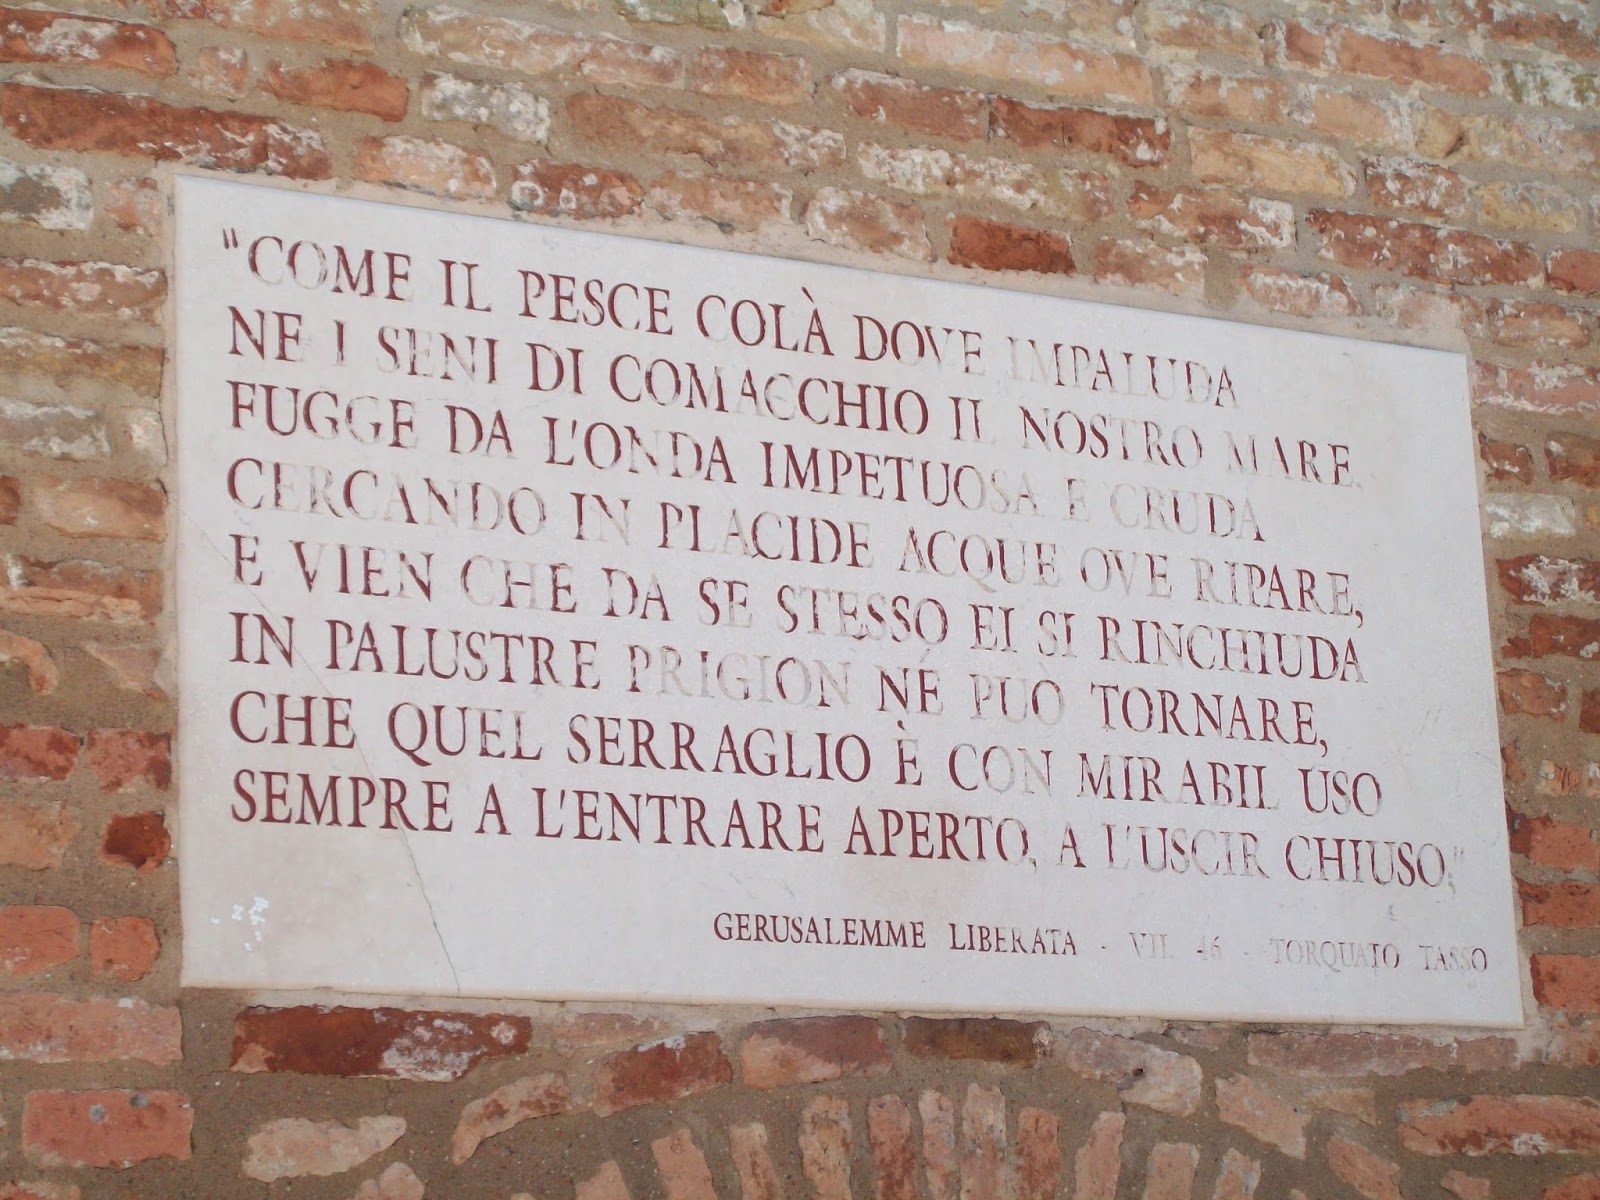 "COME IL PESCE COLÀ DOVE IMPALUDA
NE I SENI DI COMACCHIO IL NOSTRO MARE,
FUGGE DA L'ONDA IMPETUOSA E CRUDA
CERCANDO IN PLACIDE ACQUE OVE RIPARE,
E VIEN CHE DA SE STESSO EI SI RINCHIUDA
IN PALUSTRE PRIGION NÉ PUÒ TORNARE,
CHE QUEL SERRAGLIO È CON MIRABIL USO
SEMPRE A L'ENTRARE APERTO, A L'USCIR CHIUSO;"
GERUSALEMME LIBERATA - VII. 46 - TORQUATO TASSO